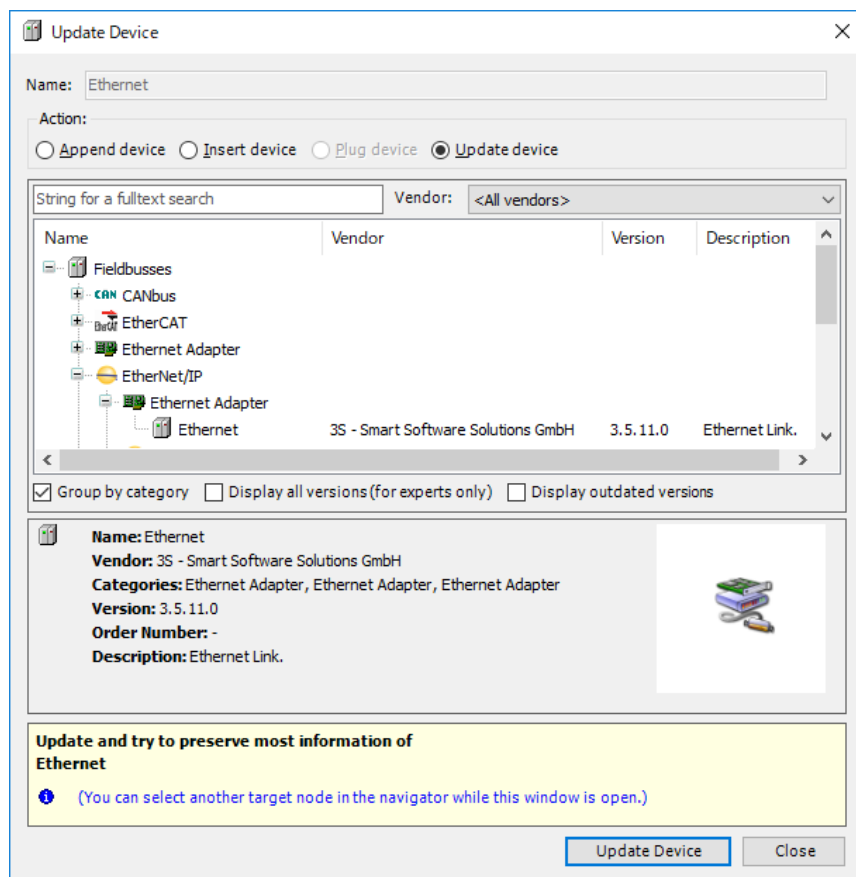 Update Device
Name: Ethernet
Action:
Append device Insert device Plug device Update device
String for a fulltext search Vendor: <All vendors>
Name Vendor Version Description
Fieldbusses
CAN CANbus
EtherCAT
Ethernet Adapter
EtherNet/IP
Ethernet Adapter
Ethernet 3S - Smart Software Solutions GmbH 3.5.11.0 Ethernet Link.
Group by category Display all versions (for experts only) Display outdated versions
Name: Ethernet
Vendor: 3S - Smart Software Solutions GmbH
Categories: Ethernet Adapter, Ethernet Adapter, Ethernet Adapter
Version: 3.5.11.0
Order Number: -
Description: Ethernet Link.
Update and try to preserve most information of
Ethernet
(You can select another target node in the navigator while this window is open.)
Update Device Close